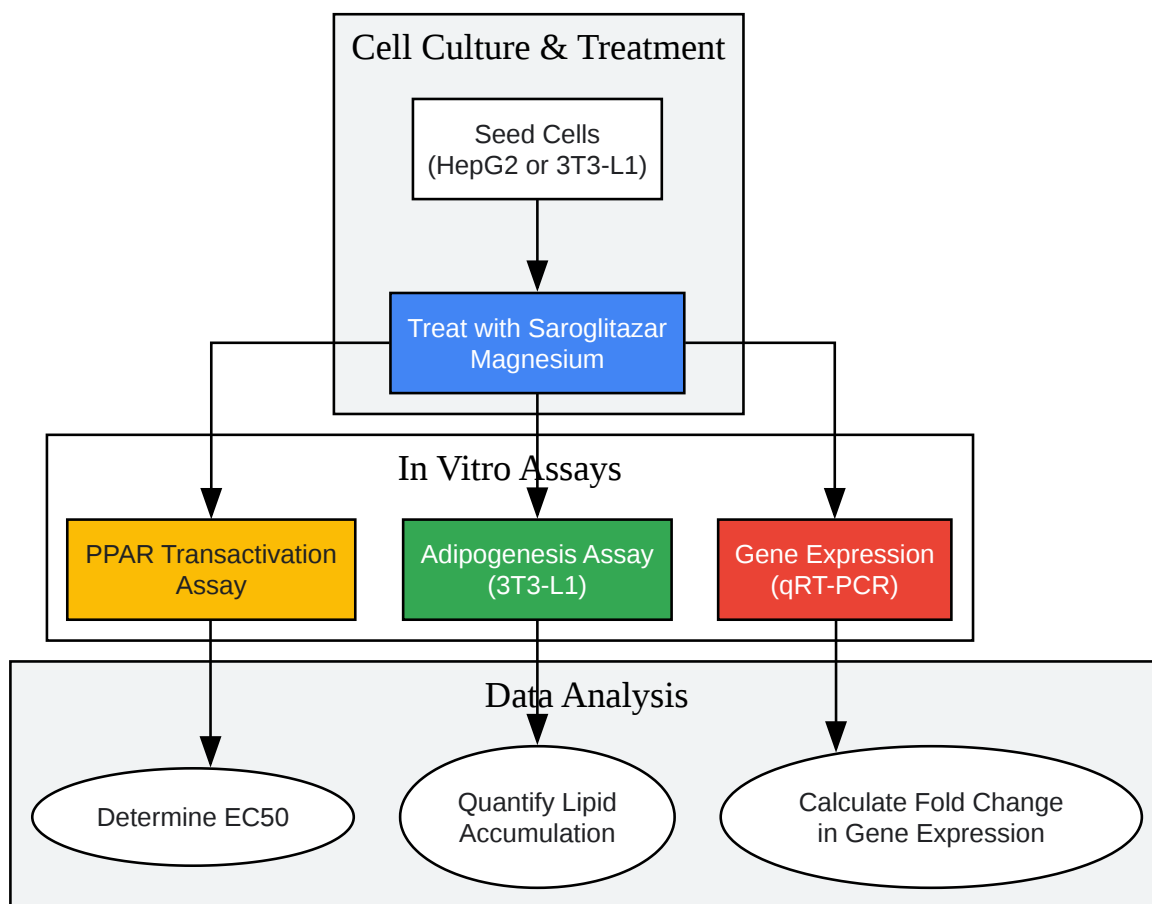 Cell Culture & Treatment
Seed Cells
(HepG2 or 3T3-L1)
Treat with Saroglitazar
Magnesium
In Vitro Assays
PPAR Transactivation
Assay
Adipogenesis Assay
(3T3-L1)
Gene Expression
(qRT-PCR)
Data Analysis
Determine EC50
Quantify Lipid
Accumulation
Calculate Fold Change
in Gene Expression